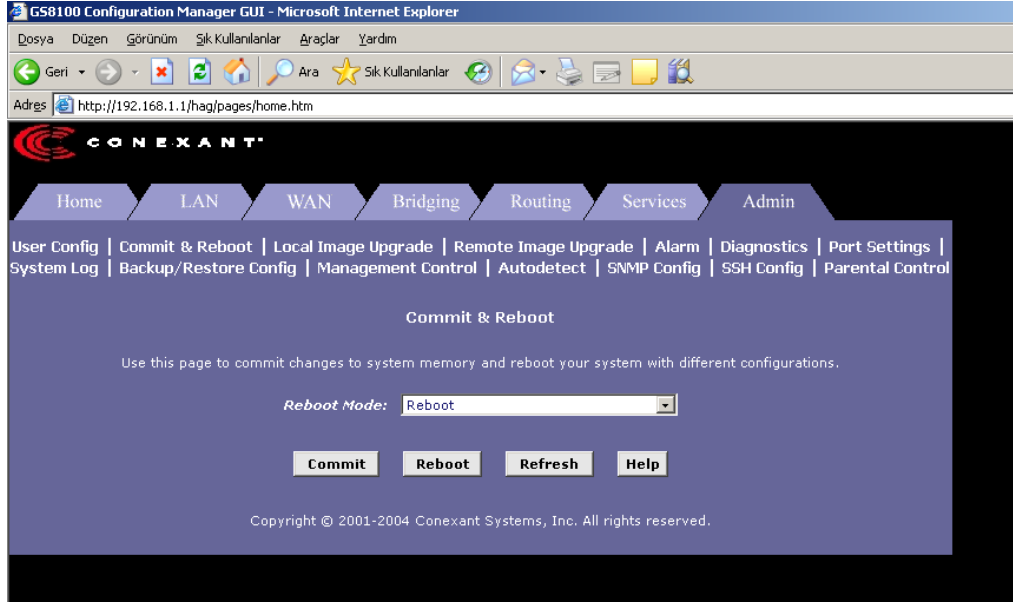 GS8100 Configuration Manager GUI - Microsoft Internet Explorer
Dosya Düzen Görünüm Sık Kullanılanlar Araçlar Yardım
Geri Ara Sık Kullanılanlar
Adres http://192.168.1.1/hag/pages/home.htm
CONEXANT
Home LAN WAN Bridging Routing Services Admin
User Config | Commit & Reboot | Local Image Upgrade | Remote Image Upgrade | Alarm | Diagnostics | Port Settings |
System Log | Backup/Restore Config | Management Control | Autodetect | SNMP Config | SSH Config | Parental Control
Commit & Reboot
Use this page to commit changes to system memory and reboot your system with different configurations.
Reboot Mode: Reboot
Commit Reboot Refresh Help
Copyright © 2001-2004 Conexant Systems, Inc. All rights reserved.